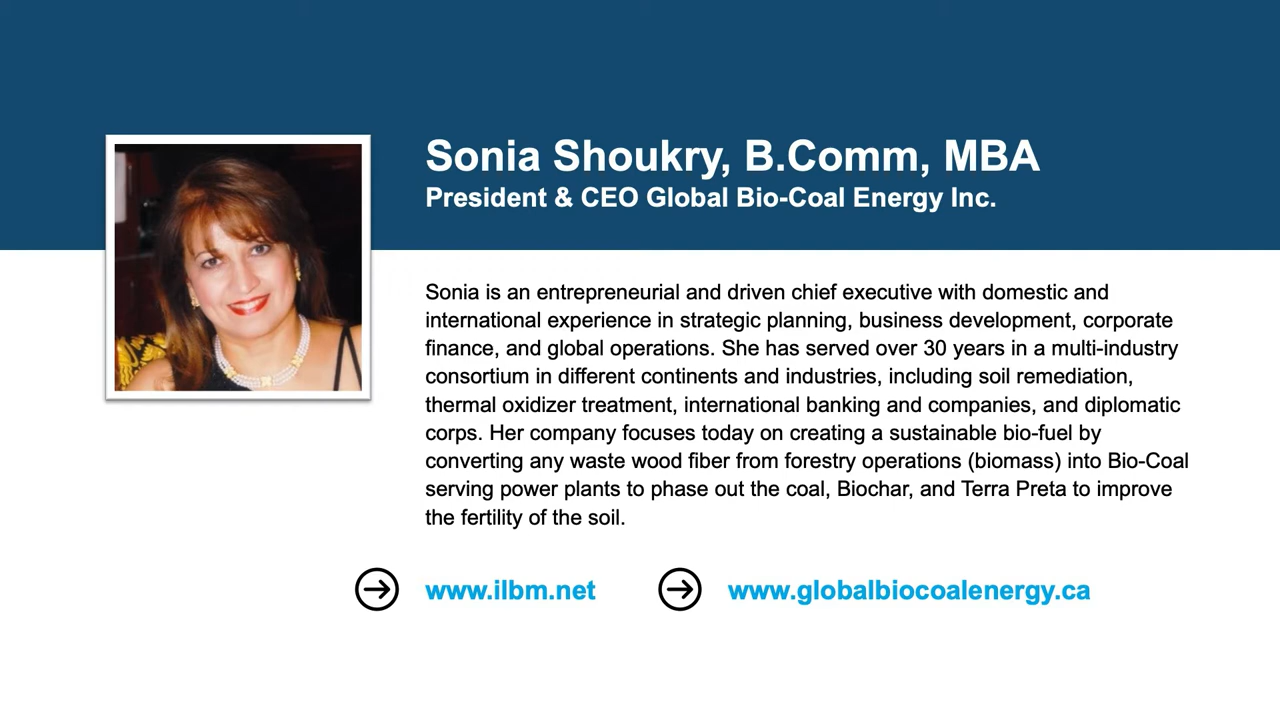 Sonia Shoukry, B.Comm, MBA
President & CEO Global Bio-Coal Energy Inc.
Sonia is an entrepreneurial and driven chief executive with domestic and
international experience in strategic planning, business development, corporate
finance, and global operations. She has served over 30 years in a multi-industry
consortium in different continents and industries, including soil remediation,
thermal oxidizer treatment, international banking and companies, and diplomatic
corps. Her company focuses today on creating a sustainable bio-fuel by
converting any waste wood fiber from forestry operations (biomass) into Bio-Coal
serving power plants to phase out the coal, Biochar, and Terra Preta to improve
the fertility of the soil.
www.ilbm.net www.globalbiocoalenergy.ca